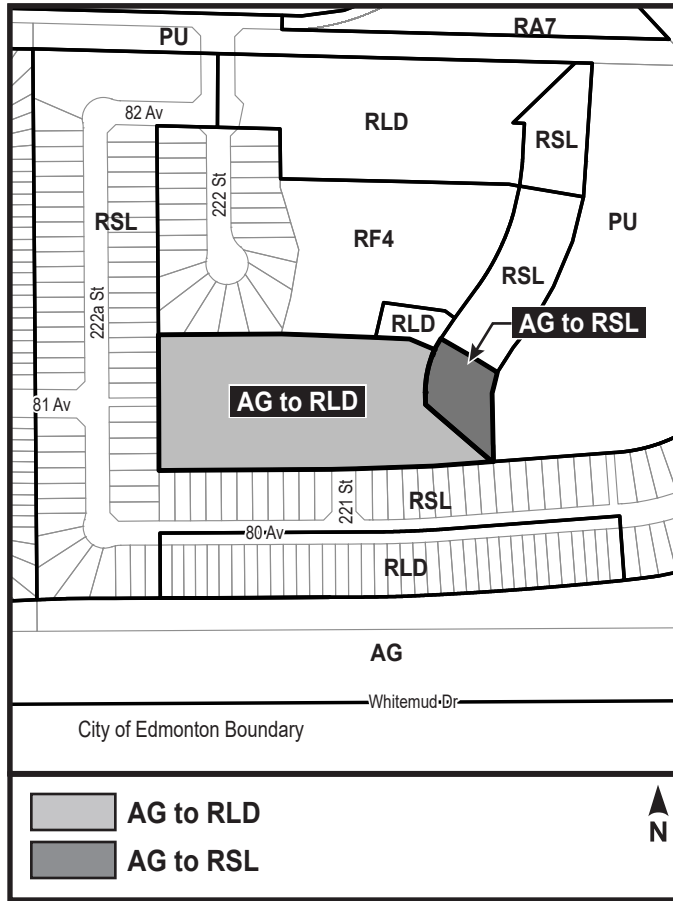 RA7
PU
82 Av
RLD
RSL
222 St
RSL
RF4
PU
RSL
222a St
RLD
AG to RSL
81 Av
AG to RLD
221 St
RSL
80 Av
RLD
AG
Whitemud Dr
City of Edmonton Boundary
AG to RLD
AG to RSL
N